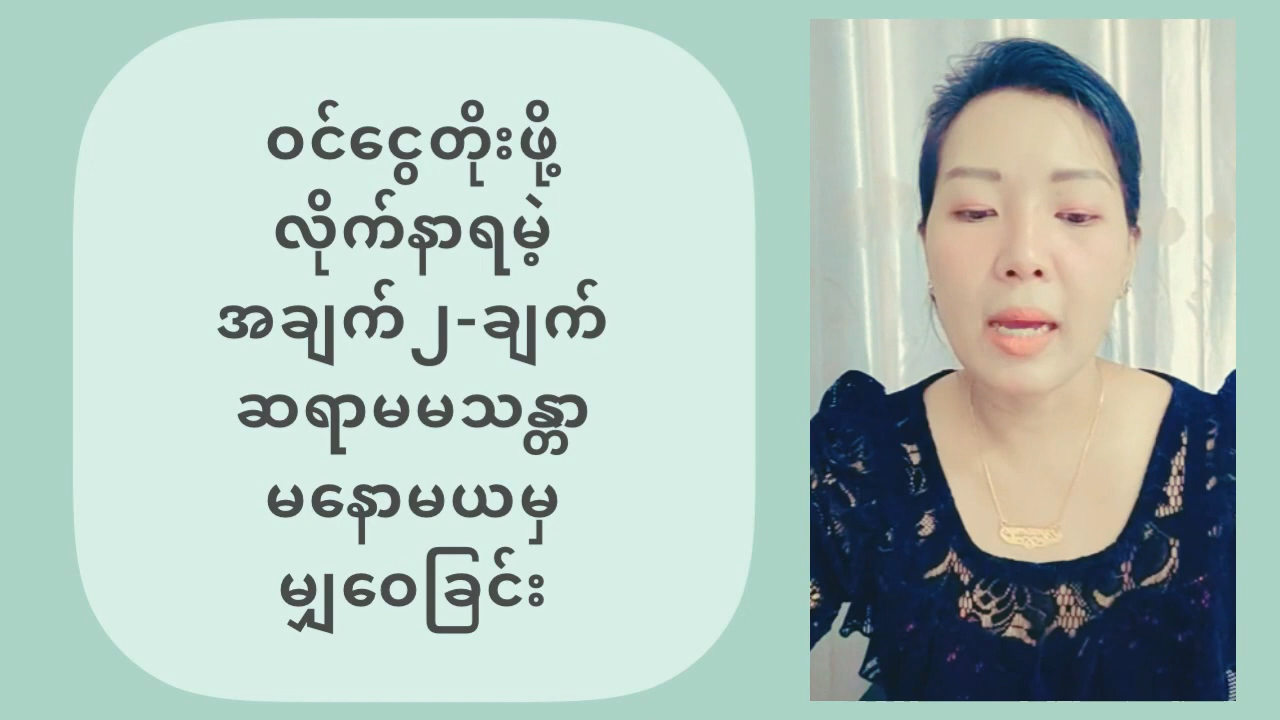 ဝင်ငွေတိုးဖို့
လိုက်နာရမဲ့
အချက်၂-ချက်
ဆရာမမသန္တာ
မနောမယမှ
မျှဝေခြင်း